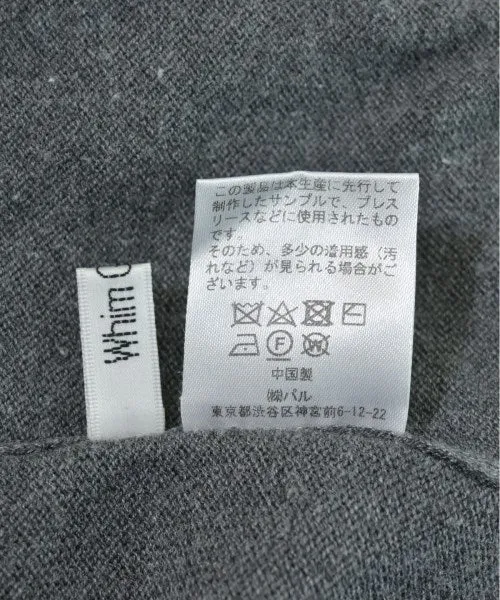 この製品は本生産に先行して
制作したサンプルで、プレス
リースなどに使用されたもの
です。
そのため、多少の着用感（汚
れなど）が見られる場合がご
ざいます。
F W
中国製
㈱パル
東京都渋谷区神宮前6-12-22
Whim